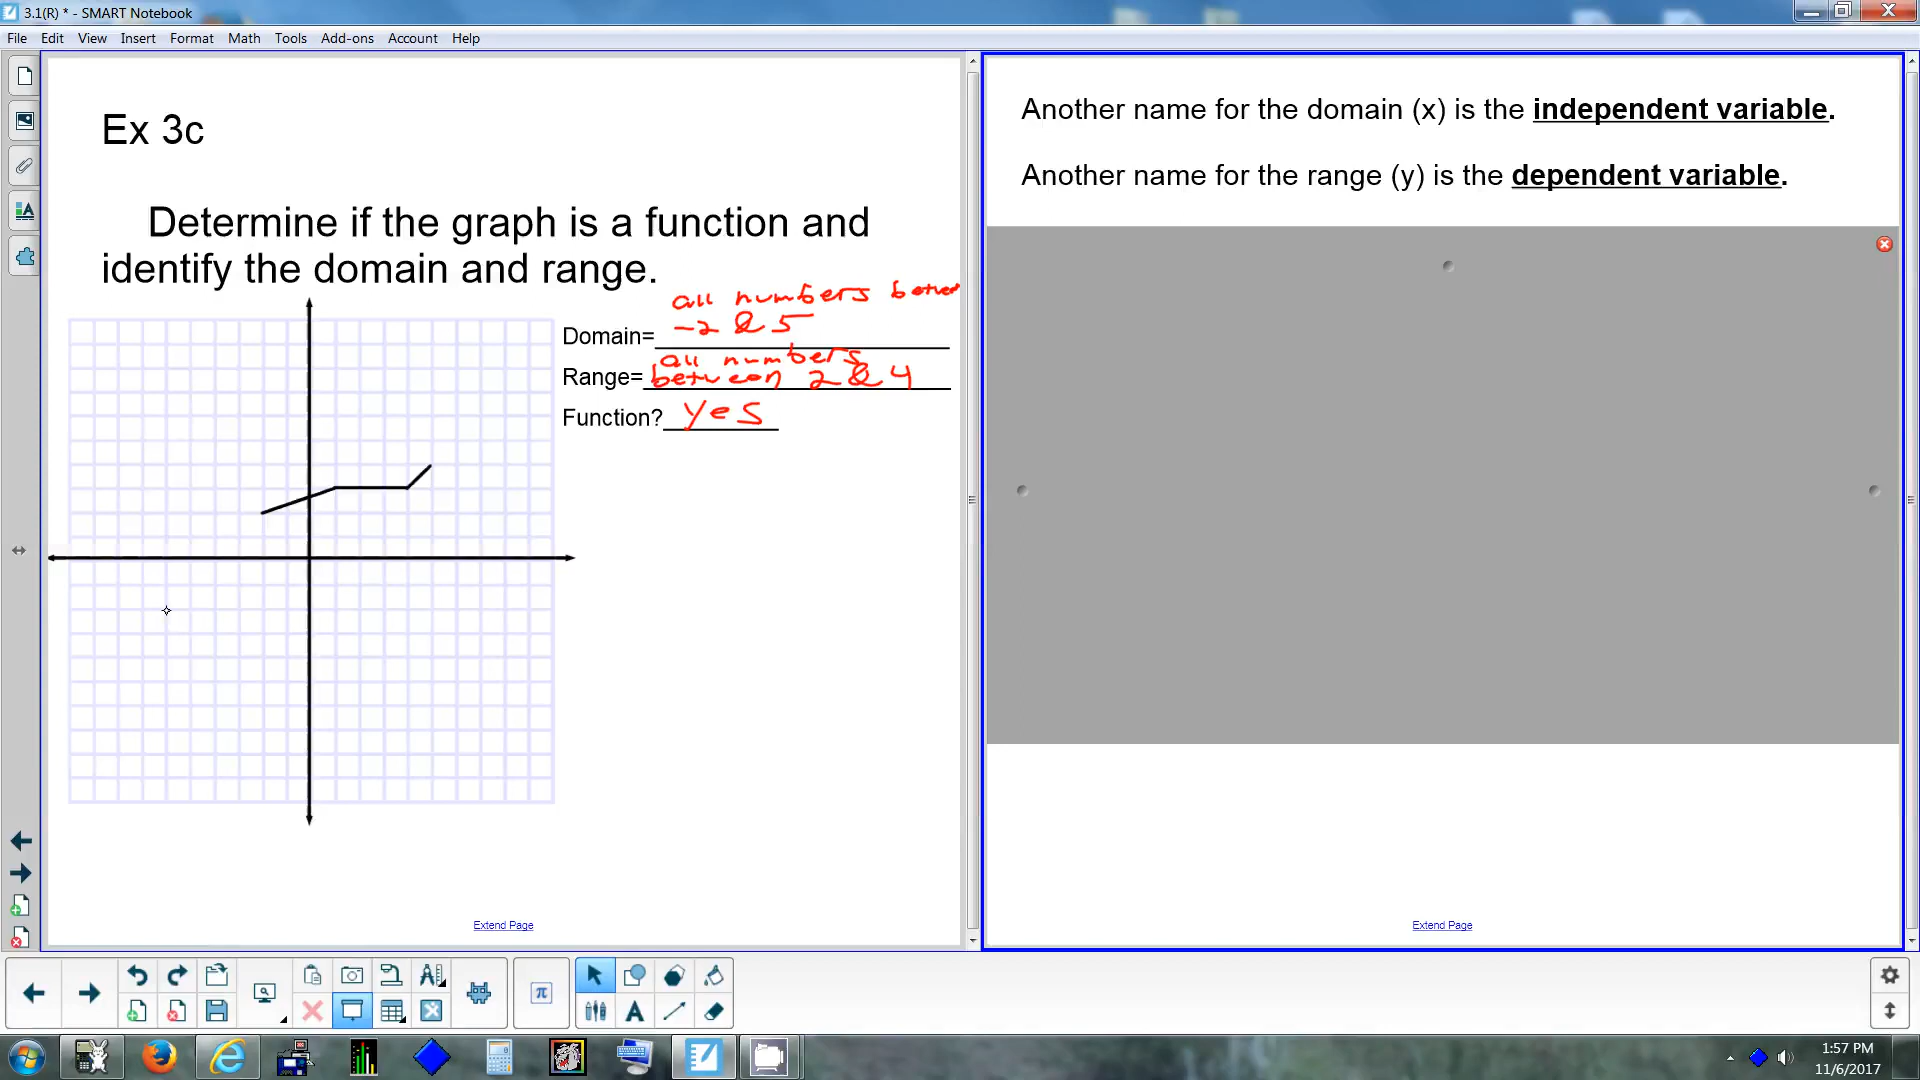 3.1(R) * - SMART Notebook
File Edit View Insert Format Math Tools Add-ons Account Help
Ex 3c
Determine if the graph is a function and
identify the domain and range.
all numbers between
Domain= -2 & 5
all numbers
Range= between 2 & 4
Function? yes
Extend Page
Another name for the domain (x) is the independent variable.
Another name for the range (y) is the dependent variable.
Extend Page
π
A
1:57 PM
11/6/2017